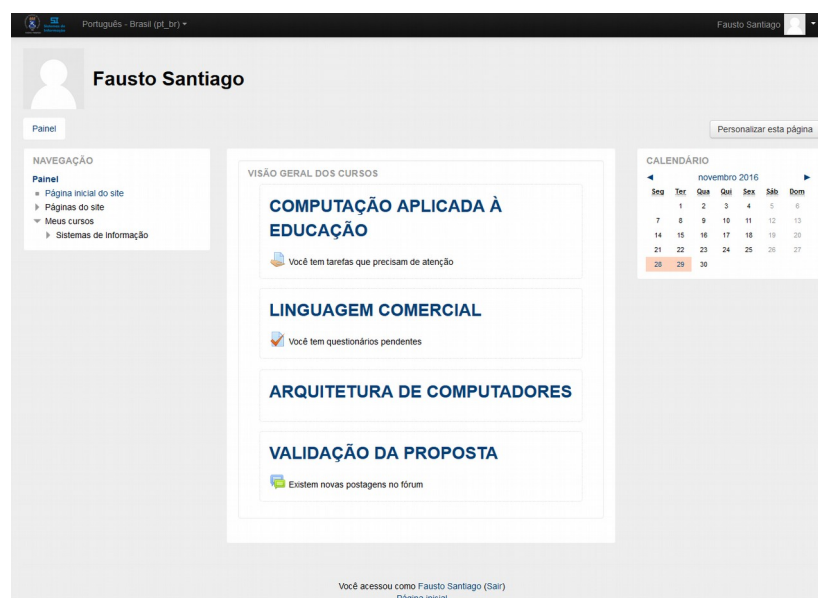 Português - Brasil (pt_br)
Fausto Santiago
Fausto Santiago
Painel
Personalizar esta página
NAVEGAÇÃO
Painel
Página inicial do site
Páginas do site
Meus cursos
Sistemas de Informação
VISÃO GERAL DOS CURSOS
COMPUTAÇÃO APLICADA À
EDUCAÇÃO
Você tem tarefas que precisam de atenção
LINGUAGEM COMERCIAL
Você tem questionários pendentes
ARQUITETURA DE COMPUTADORES
VALIDAÇÃO DA PROPOSTA
Existem novas postagens no fórum
CALENDÁRIO
novembro 2016
Seg Ter Qua Qui Sex Sáb Dom
1 2 3 4 5 6
7 8 9 10 11 12 13
14 15 16 17 18 19 20
21 22 23 24 25 26 27
28 29 30
Você acessou como Fausto Santiago (Sair)
Página inicial